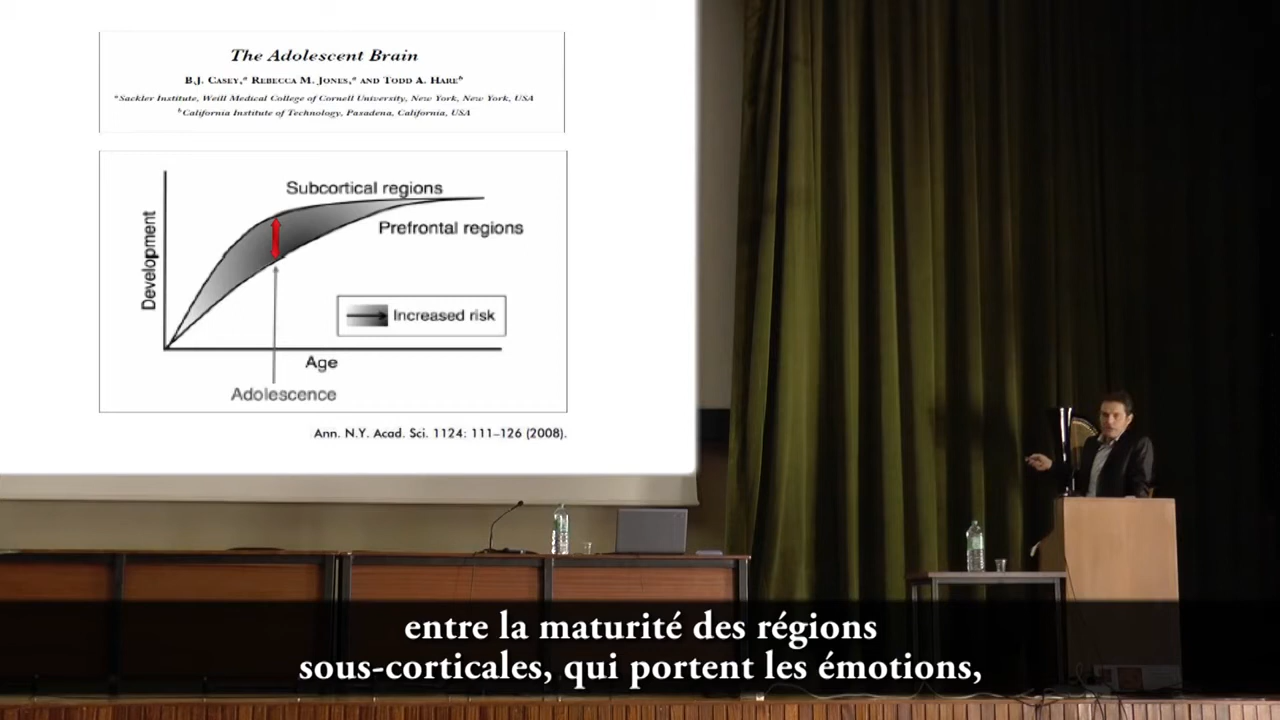 The Adolescent Brain
B.J. CASEY,ᵃ REBECCA M. JONES,ᵃ AND TODD A. HAREᵇ
ᵃSackler Institute, Weill Medical College of Cornell University, New York, New York, USA
ᵇCalifornia Institute of Technology, Pasadena, California, USA
Subcortical regions
Prefrontal regions
Development
Increased risk
Age
Adolescence
Ann. N.Y. Acad. Sci. 1124: 111–126 (2008).
entre la maturité des régions
sous-corticales, qui portent les émotions,